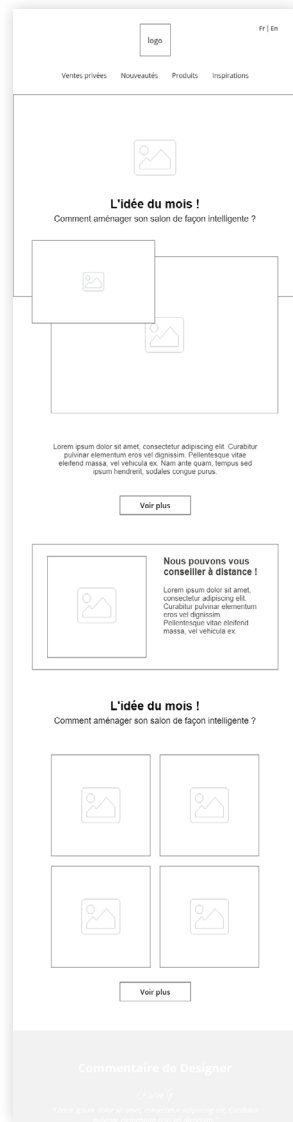 logo
Fr | En
Ventes privées Nouveautés Produits Inspirations
L'idée du mois !
Comment aménager son salon de façon intelligente ?
Lorem ipsum dolor sit amet, consectetur adipiscing elit. Curabitur
pulvinar elementum eros vel dignissim. Pellentesque vitae
eleifend massa, vel vehicula ex. Nam ante quam, tempus sed
ipsum hendrerit, sodales congue purus.
Voir plus
Nous pouvons vous
conseiller à distance !
Lorem ipsum dolor sit amet,
consectetur adipiscing elit.
Curabitur pulvinar elementum
eros vel dignissim.
Pellentesque vitae eleifend
massa, vel vehicula ex.
L'idée du mois !
Comment aménager son salon de façon intelligente ?
Voir plus
Commentaire de Designer